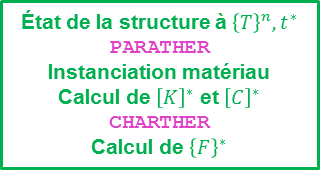 État de la structure à {T}ⁿ, t*
PARATHER
Instanciation matériau
Calcul de [K]* et [C]*
CHARTHER
Calcul de {F}*